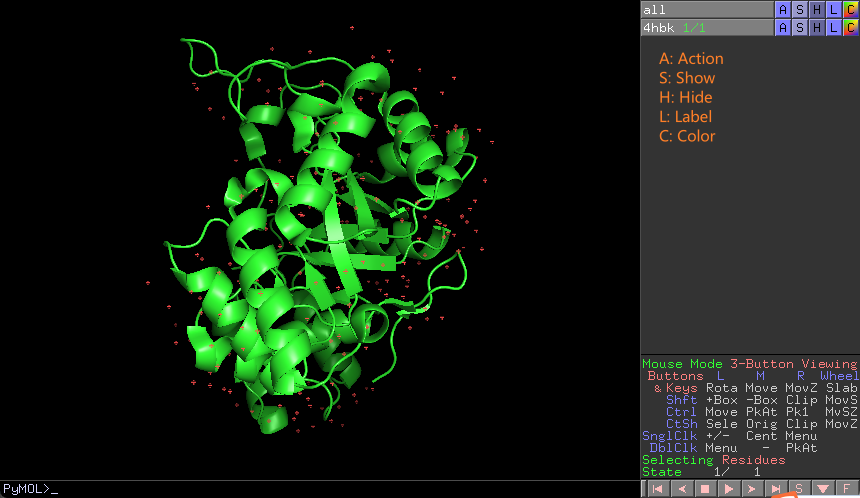 all A S H L C
4hbk 1/1 A S H L C
A: Action
S: Show
H: Hide
L: Label
C: Color
Mouse Mode 3-Button Viewing
Buttons L M R Wheel
& Keys Rota Move MovZ Slab
Shft +Box -Box Clip MovS
Ctrl Move PkAt Pk1 MvSZ
CtSh Sele Orig Clip MovZ
SnglClk +/- Cent Menu
DblClk Menu - PkAt
Selecting Residues
State 1/ 1
PyMOL>_
S F